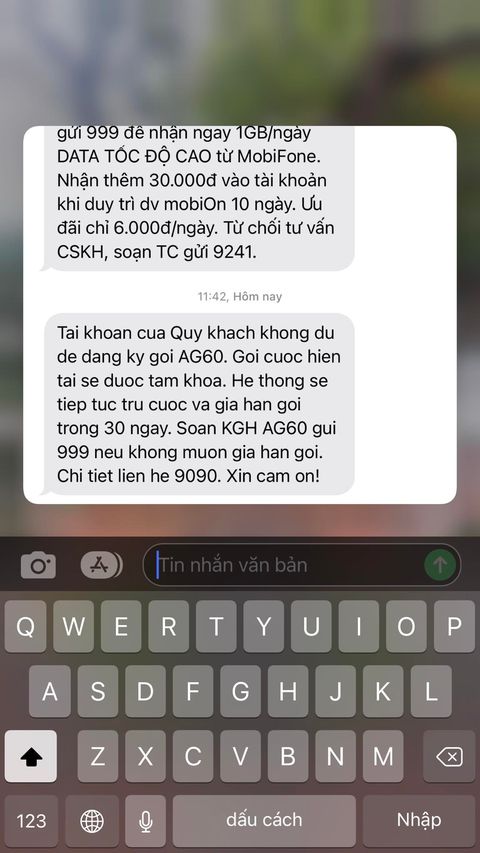 gửi 999 để nhận ngay 1GB/ngày
DATA TỐC ĐỘ CAO từ MobiFone.
Nhận thêm 30.000đ vào tài khoản
khi duy trì dv mobiOn 10 ngày. Ưu
đãi chỉ 6.000đ/ngày. Từ chối tư vấn
CSKH, soạn TC gửi 9241.
11:42, Hôm nay
Tai khoan cua Quy khach khong du
de dang ky goi AG60. Goi cuoc hien
tai se duoc tam khoa. He thong se
tiep tuc tru cuoc va gia han goi
trong 30 ngay. Soan KGH AG60 gui
999 neu khong muon gia han goi.
Chi tiet lien he 9090. Xin cam on!
Tin nhắn văn bản
Q W E R T Y U I O P
A S D F G H J K L
Z X C V B N M
123 dấu cách Nhập